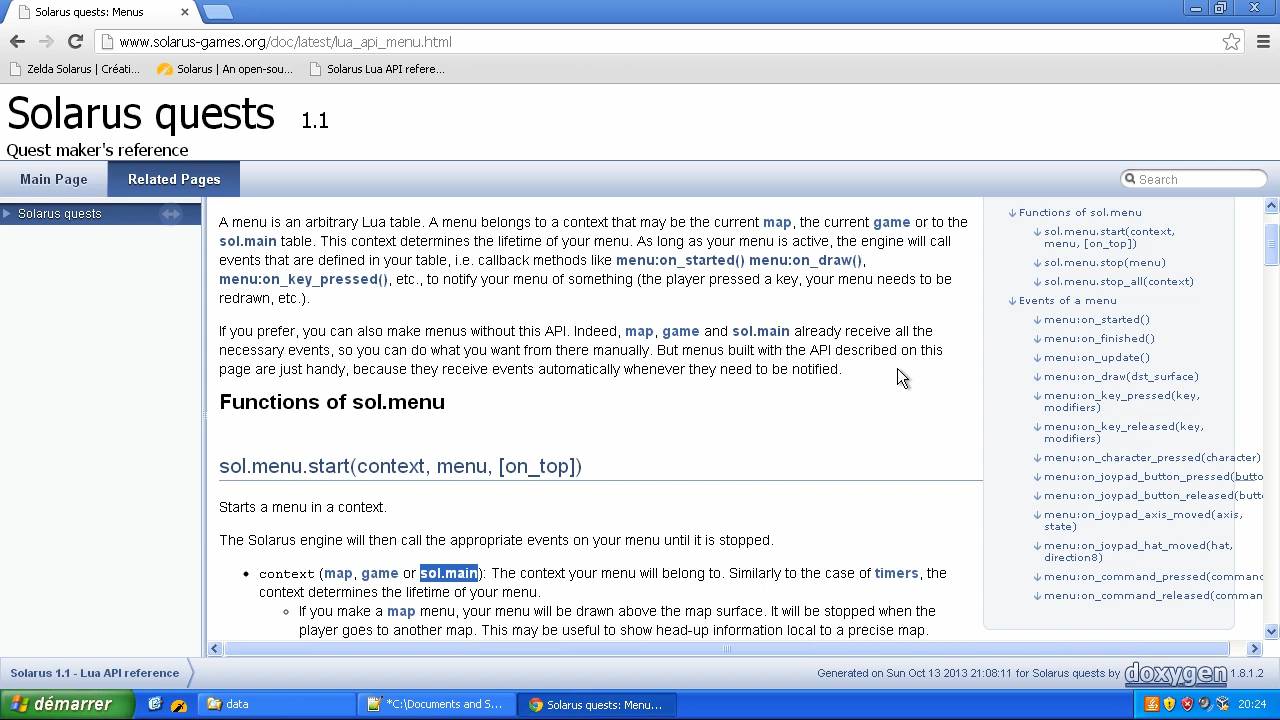 Solarus quests: Menus
www.solarus-games.org/doc/latest/lua_api_menu.html
Zelda Solarus | Créati...
Solarus | An open-sou...
Solarus Lua API refere...
Solarus quests 1.1
Quest maker's reference
Main Page
Related Pages
Search
Solarus quests
A menu is an arbitrary Lua table. A menu belongs to a context that may be the current map, the current game or to the
sol.main table. This context determines the lifetime of your menu. As long as your menu is active, the engine will call
events that are defined in your table, i.e. callback methods like menu:on_started() menu:on_draw(),
menu:on_key_pressed(), etc., to notify your menu of something (the player pressed a key, your menu needs to be
redrawn, etc.).
If you prefer, you can also make menus without this API. Indeed, map, game and sol.main already receive all the
necessary events, so you can do what you want from there manually. But menus built with the API described on this
page are just handy, because they receive events automatically whenever they need to be notified.
Functions of sol.menu
sol.menu.start(context, menu, [on_top])
Starts a menu in a context.
The Solarus engine will then call the appropriate events on your menu until it is stopped.
context (map, game or sol.main): The context your menu will belong to. Similarly to the case of timers, the
context determines the lifetime of your menu.
If you make a map menu, your menu will be drawn above the map surface. It will be stopped when the
player goes to another map. This may be useful to show head-up information local to a precise map.
Functions of sol.menu
sol.menu.start(context,
menu, [on_top])
sol.menu.stop(menu)
sol.menu.stop_all(context)
Events of a menu
menu:on_started()
menu:on_finished()
menu:on_update()
menu:on_draw(dst_surface)
menu:on_key_pressed(key,
modifiers)
menu:on_key_released(key,
modifiers)
menu:on_character_pressed(character)
menu:on_joypad_button_pressed(butto
menu:on_joypad_button_released(butt
menu:on_joypad_axis_moved(axis,
state)
menu:on_joypad_hat_moved(hat,
direction8)
menu:on_command_pressed(command
menu:on_command_released(comman
Solarus 1.1 - Lua API reference
Generated on Sun Oct 13 2013 21:08:11 for Solarus quests by doxygen 1.8.1.2
démarrer
data
*C:\Documents and S...
Solarus quests: Menu...
20:24